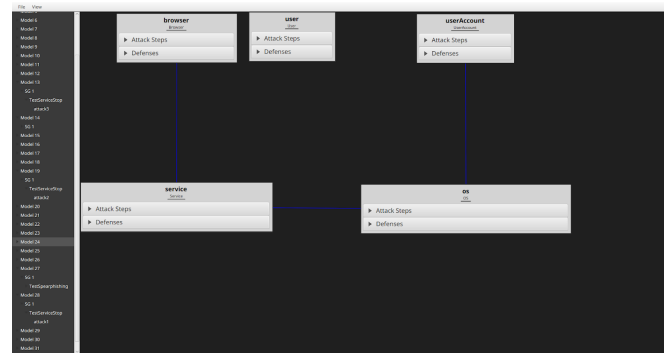 File View
Model 6
Model 7
Model 8
Model 9
Model 10
Model 11
Model 12
Model 13
SG 1
TestServiceStop
attack3
Model 14
SG 1
Model 15
Model 16
Model 17
Model 18
Model 19
SG 1
TestServiceStop
attack2
Model 20
Model 21
Model 22
Model 23
Model 24
Model 25
Model 26
Model 27
SG 1
TestSpearphishing
Model 28
SG 1
TestServiceStop
attack1
Model 29
Model 30
Model 31
browser
Browser
Attack Steps
Defenses
user
User
Attack Steps
Defenses
userAccount
UserAccount
Attack Steps
Defenses
service
Service
Attack Steps
Defenses
os
OS
Attack Steps
Defenses